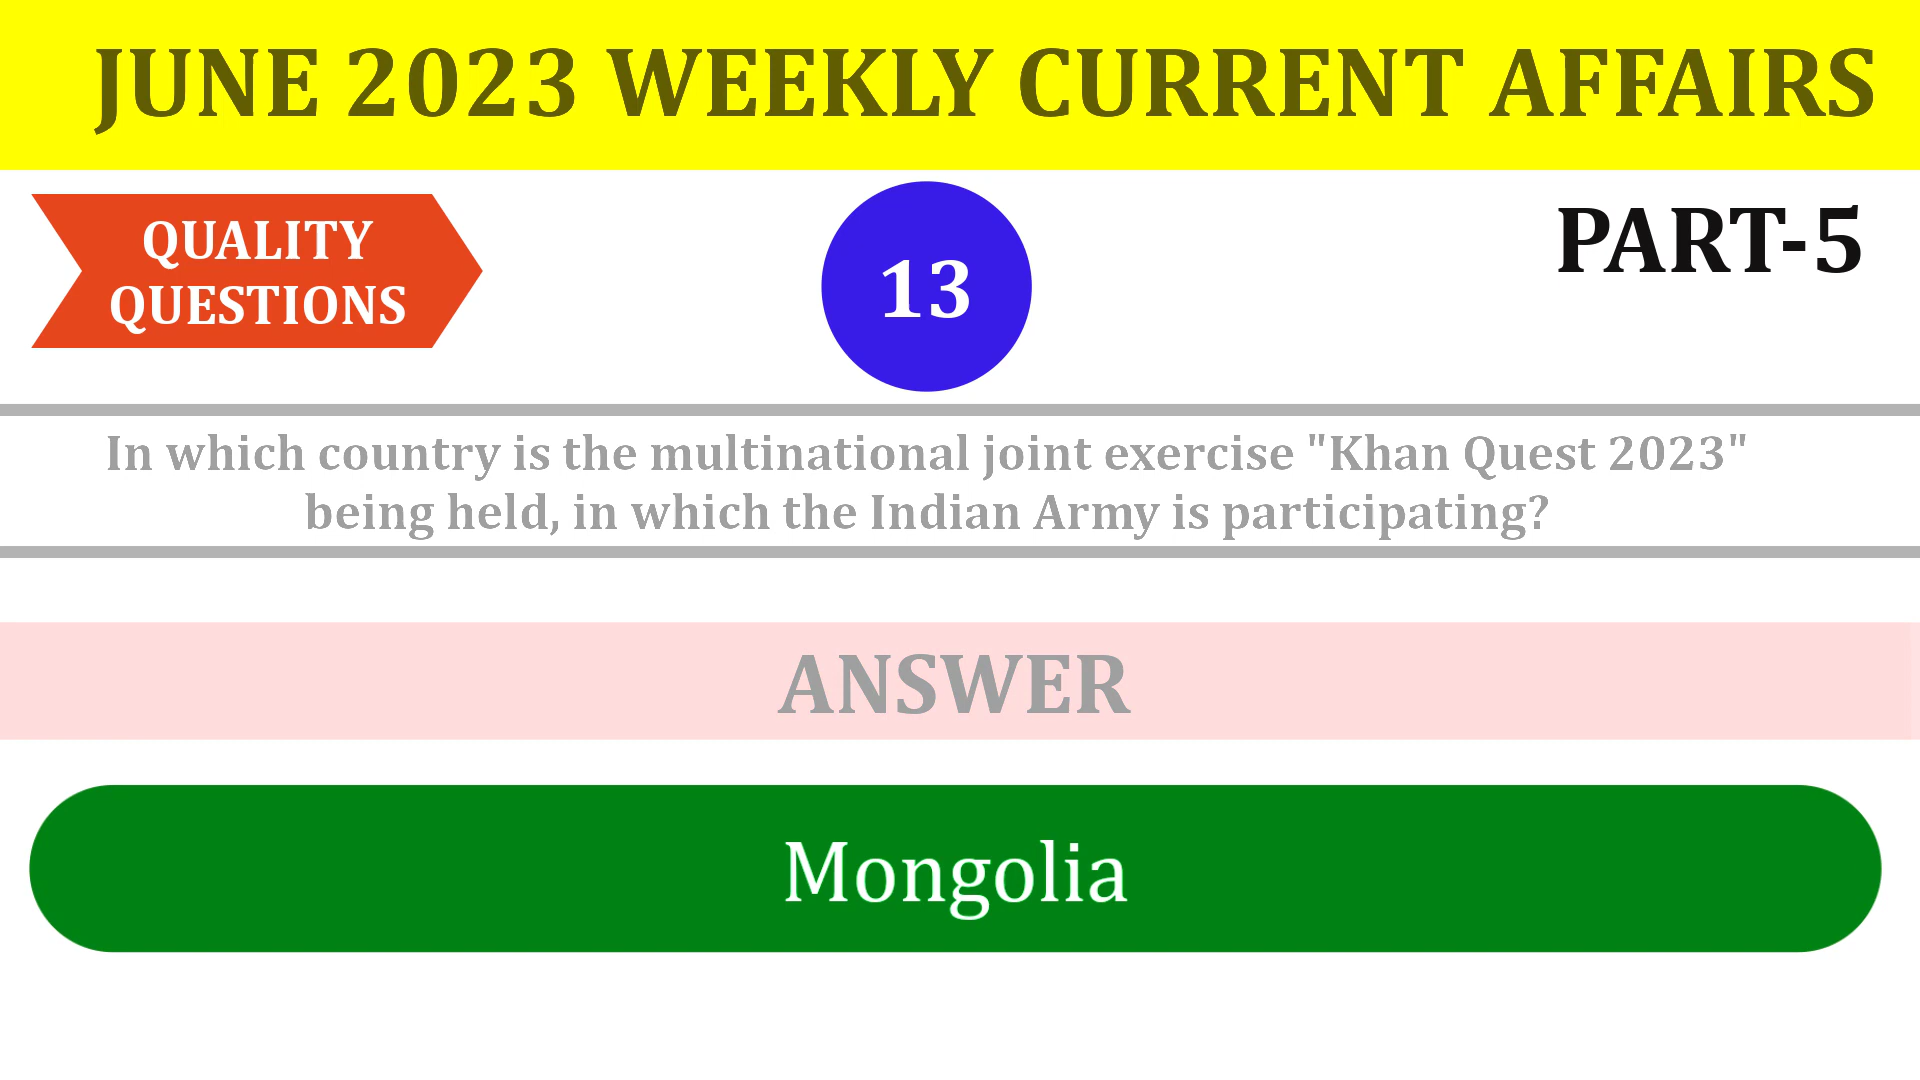 JUNE 2023 WEEKLY CURRENT AFFAIRS
QUALITY
QUESTIONS
13
PART-5
In which country is the multinational joint exercise "Khan Quest 2023"
being held, in which the Indian Army is participating?
ANSWER
Mongolia